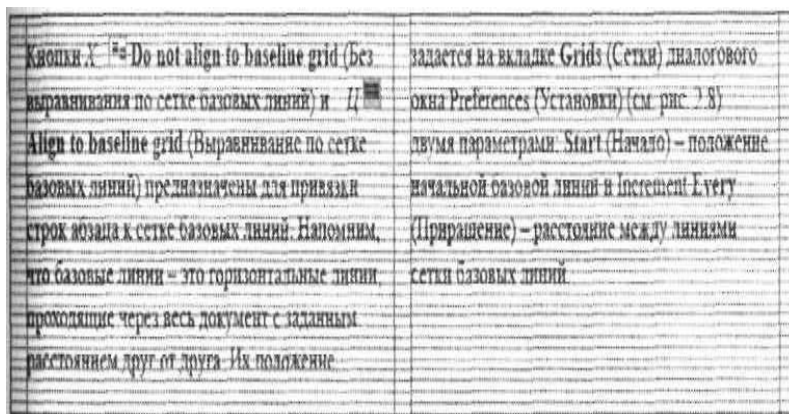 Кнопки X Do not align to baseline grid (Без
выравнивания по сетке базовых линий) и Ц
Align to baseline grid (Выравнивание по сетке
базовых линий) предназначены для привязки
строк абзаца к сетке базовых линий. Напомним,
что базовые линии – это горизонтальные линии,
проходящие через весь документ с заданным
расстоянием друг от друга. Их положение
задается на вкладке Grids (Сетки) диалогового
окна Preferences (Установки) (см. рис. 2.8)
двумя параметрами: Start (Начало) – положение
начальной базовой линии и Increment Every
(Приращение) – расстояние между линиями
сетки базовых линий.